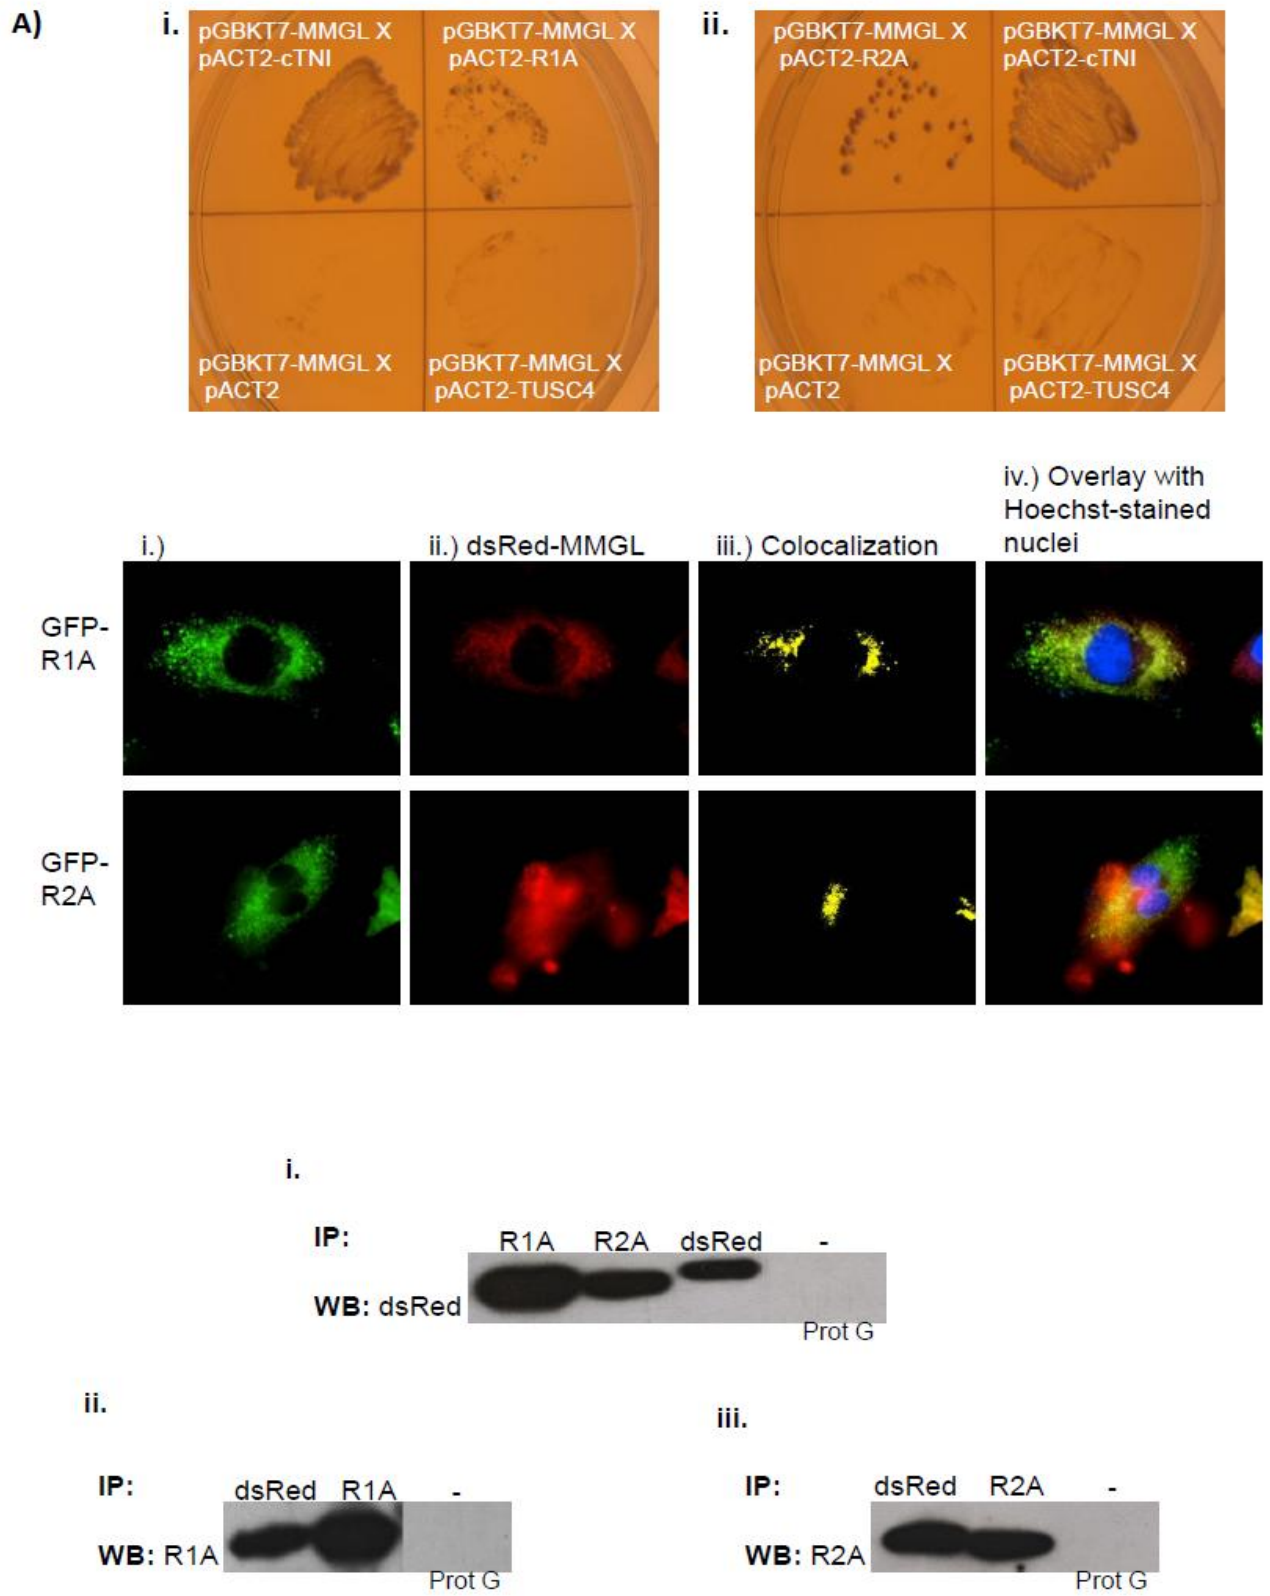 A)
i.
pGBKT7-MMGL X
pACT2-cTNI
pGBKT7-MMGL X
pACT2-R1A
pGBKT7-MMGL X
pACT2
pGBKT7-MMGL X
pACT2-TUSC4
ii.
pGBKT7-MMGL X
pACT2-R2A
pGBKT7-MMGL X
pACT2-cTNI
pGBKT7-MMGL X
pACT2
pGBKT7-MMGL X
pACT2-TUSC4
i.)
ii.) dsRed-MMGL
iii.) Colocalization
iv.) Overlay with
Hoechst-stained
nuclei
GFP-
R1A
GFP-
R2A
i.
IP:
R1A R2A dsRed -
WB: dsRed
Prot G
ii.
IP:
dsRed R1A -
WB: R1A
Prot G
iii.
IP:
dsRed R2A -
WB: R2A
Prot G